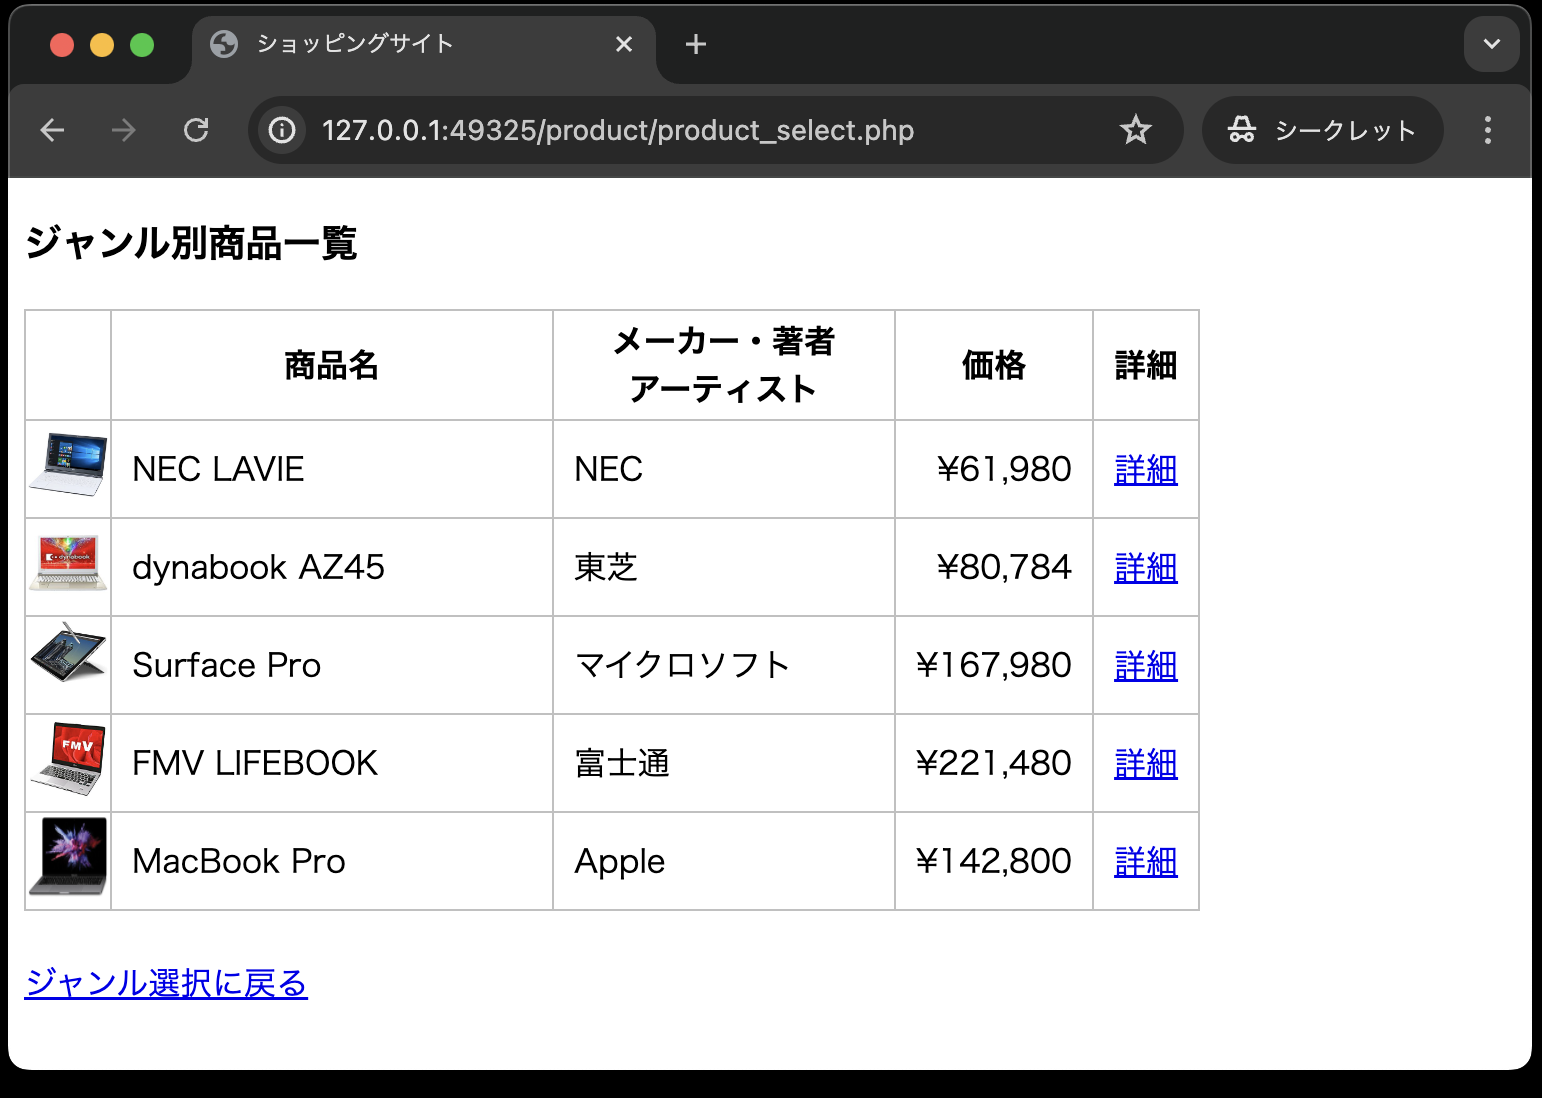 ショッピングサイト
127.0.0.1:49325/product/product_select.php
シークレット
ジャンル別商品一覧
商品名
メーカー・著者
アーティスト
価格
詳細
NEC LAVIE
NEC
¥61,980
詳細
dynabook
dynabook AZ45
東芝
¥80,784
詳細
Surface Pro
マイクロソフト
¥167,980
詳細
FMV
FMV LIFEBOOK
富士通
¥221,480
詳細
MacBook Pro
Apple
¥142,800
詳細
ジャンル選択に戻る